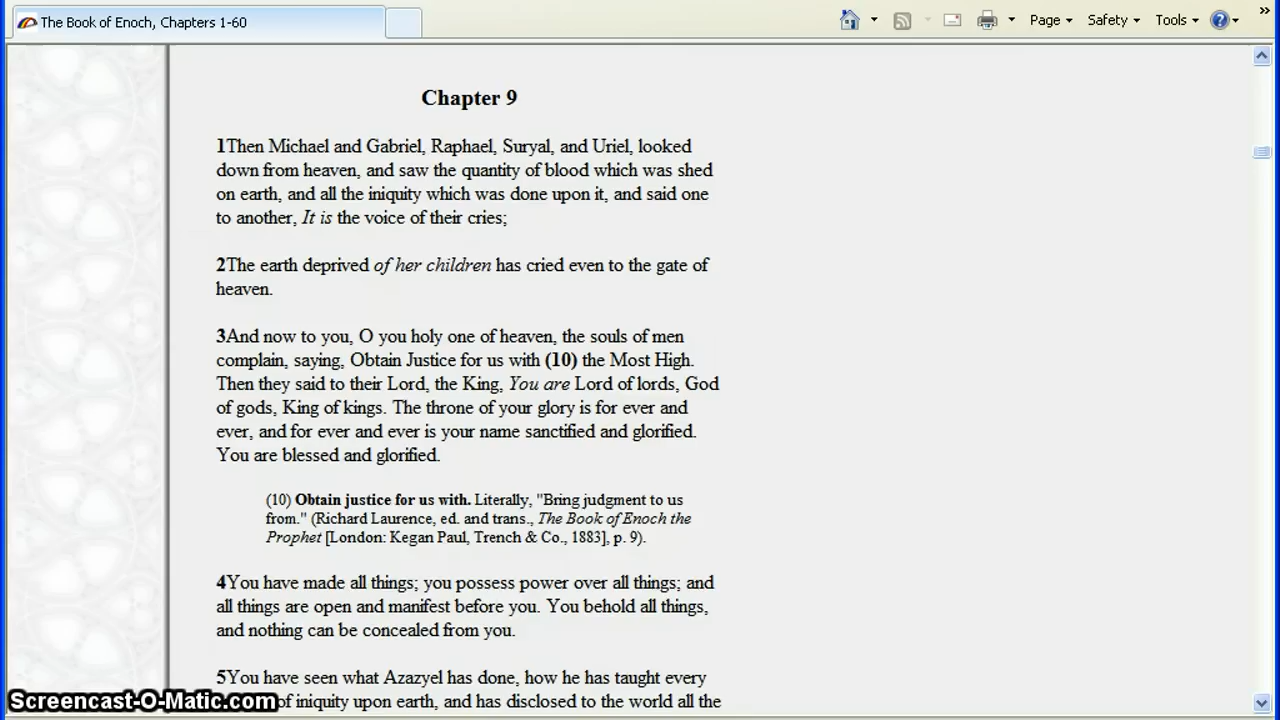 The Book of Enoch, Chapters 1-60
Page Safety Tools
Chapter 9
1Then Michael and Gabriel, Raphael, Suryal, and Uriel, looked
down from heaven, and saw the quantity of blood which was shed
on earth, and all the iniquity which was done upon it, and said one
to another, It is the voice of their cries;
2The earth deprived of her children has cried even to the gate of
heaven.
3And now to you, O you holy one of heaven, the souls of men
complain, saying, Obtain Justice for us with (10) the Most High.
Then they said to their Lord, the King, You are Lord of lords, God
of gods, King of kings. The throne of your glory is for ever and
ever, and for ever and ever is your name sanctified and glorified.
You are blessed and glorified.
(10) Obtain justice for us with. Literally, "Bring judgment to us
from." (Richard Laurence, ed. and trans., The Book of Enoch the
Prophet [London: Kegan Paul, Trench & Co., 1883], p. 9).
4You have made all things; you possess power over all things; and
all things are open and manifest before you. You behold all things,
and nothing can be concealed from you.
5You have seen what Azazyel has done, how he has taught every
of iniquity upon earth, and has disclosed to the world all the
Screencast-O-Matic.com